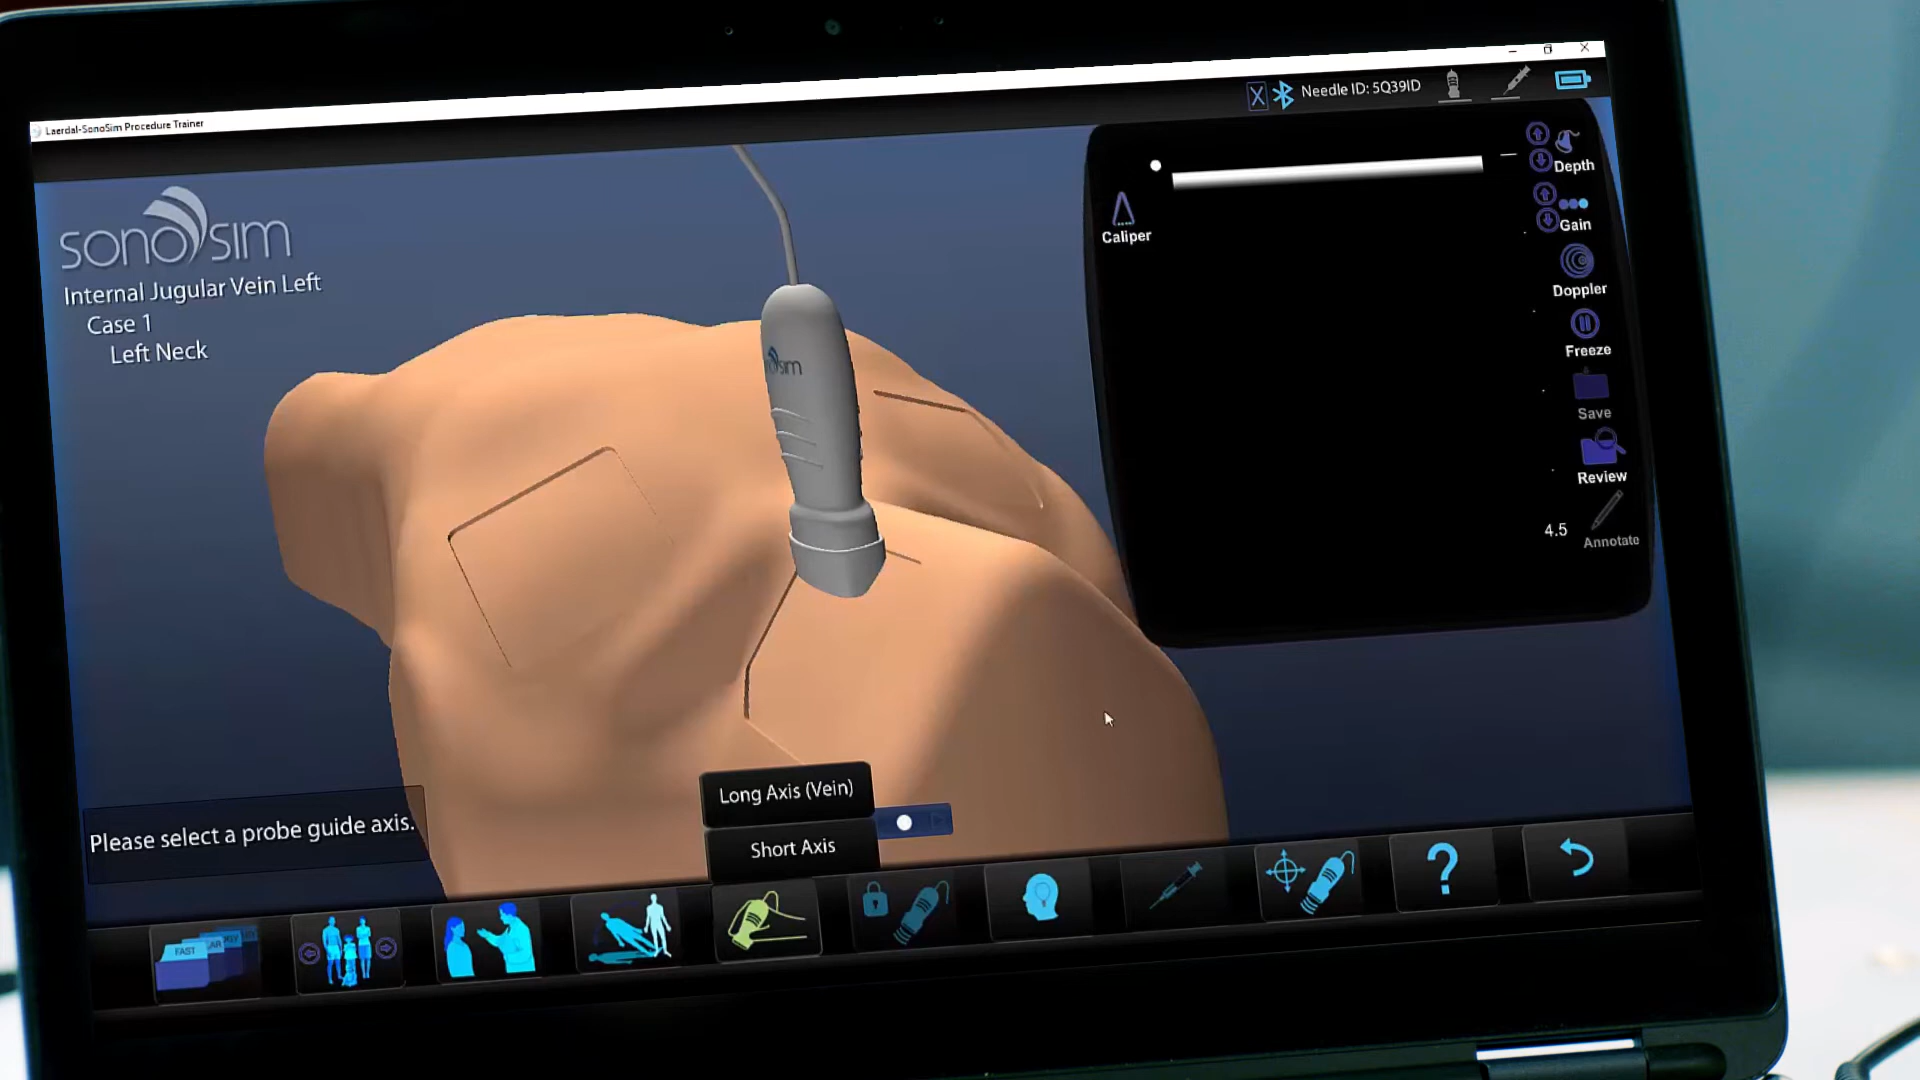 Laerdal-SonoSim Procedure Trainer
X Needle ID: 5Q39ID
sonosim
Internal Jugular Vein Left
Case 1
Left Neck
Caliper
Depth
Gain
Doppler
Freeze
Save
Review
4.5
Annotate
sim
Long Axis (Vein)
Short Axis
Please select a probe guide axis.
FAST
?